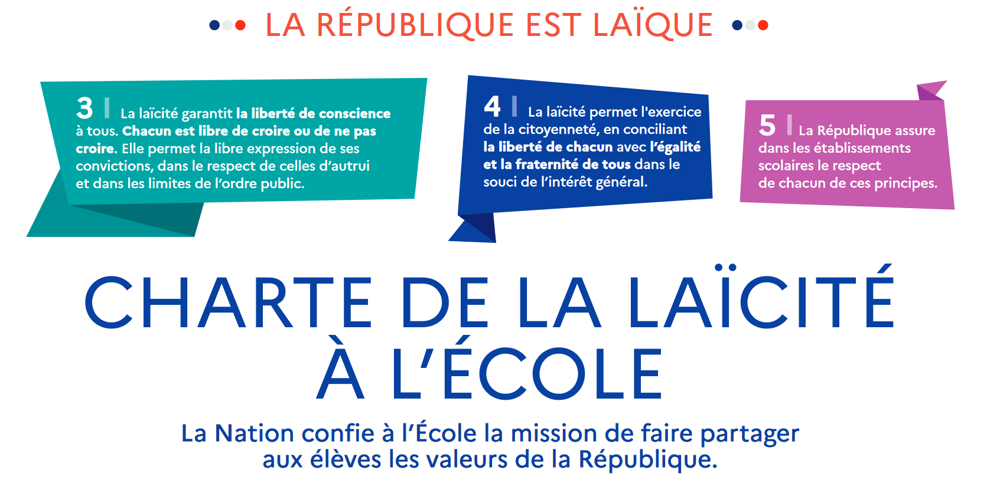 LA RÉPUBLIQUE EST LAÏQUE
3 | La laïcité garantit la liberté de conscience
à tous. Chacun est libre de croire ou de ne pas
croire. Elle permet la libre expression de ses
convictions, dans le respect de celles d’autrui
et dans les limites de l’ordre public.
4 | La laïcité permet l'exercice
de la citoyenneté, en conciliant
la liberté de chacun avec l’égalité
et la fraternité de tous dans le
souci de l’intérêt général.
5 | La République assure
dans les établissements
scolaires le respect
de chacun de ces principes.
CHARTE DE LA LAÏCITÉ
À L’ÉCOLE
La Nation confie à l’École la mission de faire partager
aux élèves les valeurs de la République.